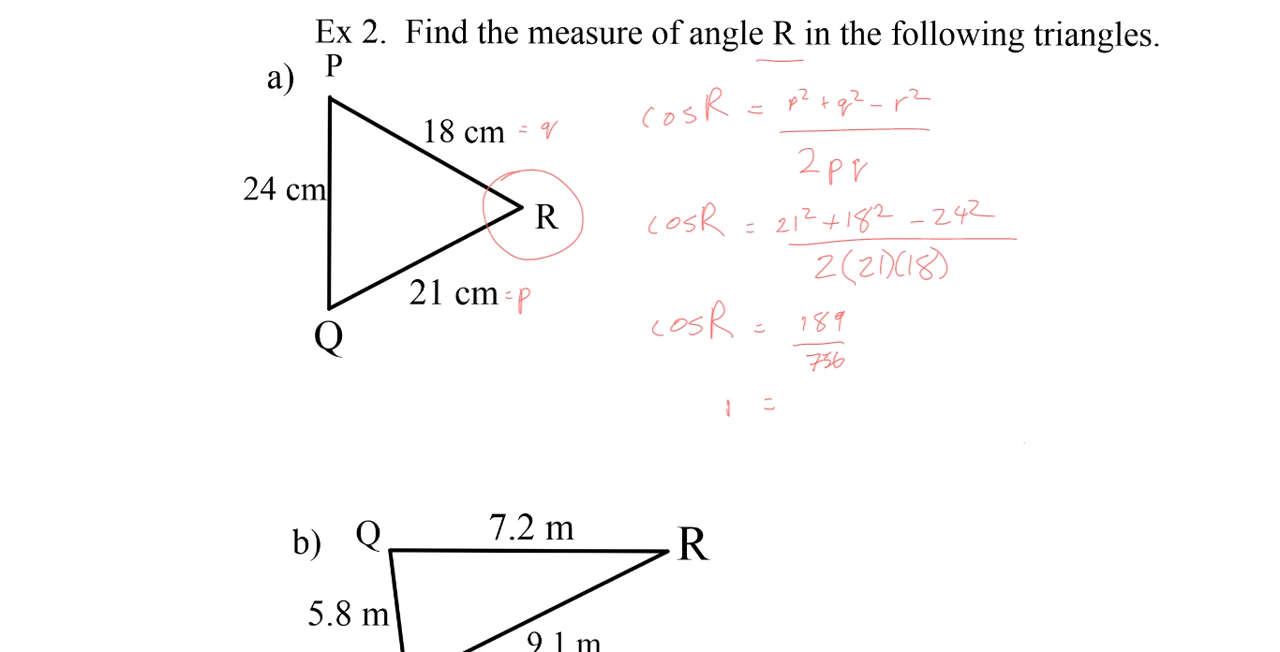 Ex 2. Find the measure of angle R in the following triangles.
a)
P
18 cm = q
24 cm
R
21 cm = p
Q
cosR = p² + q² - r²
2pq
cosR = 21² + 18² - 24²
2(21)(18)
cosR = 189
756
=
b)
Q
7.2 m
R
5.8 m
9.1 m